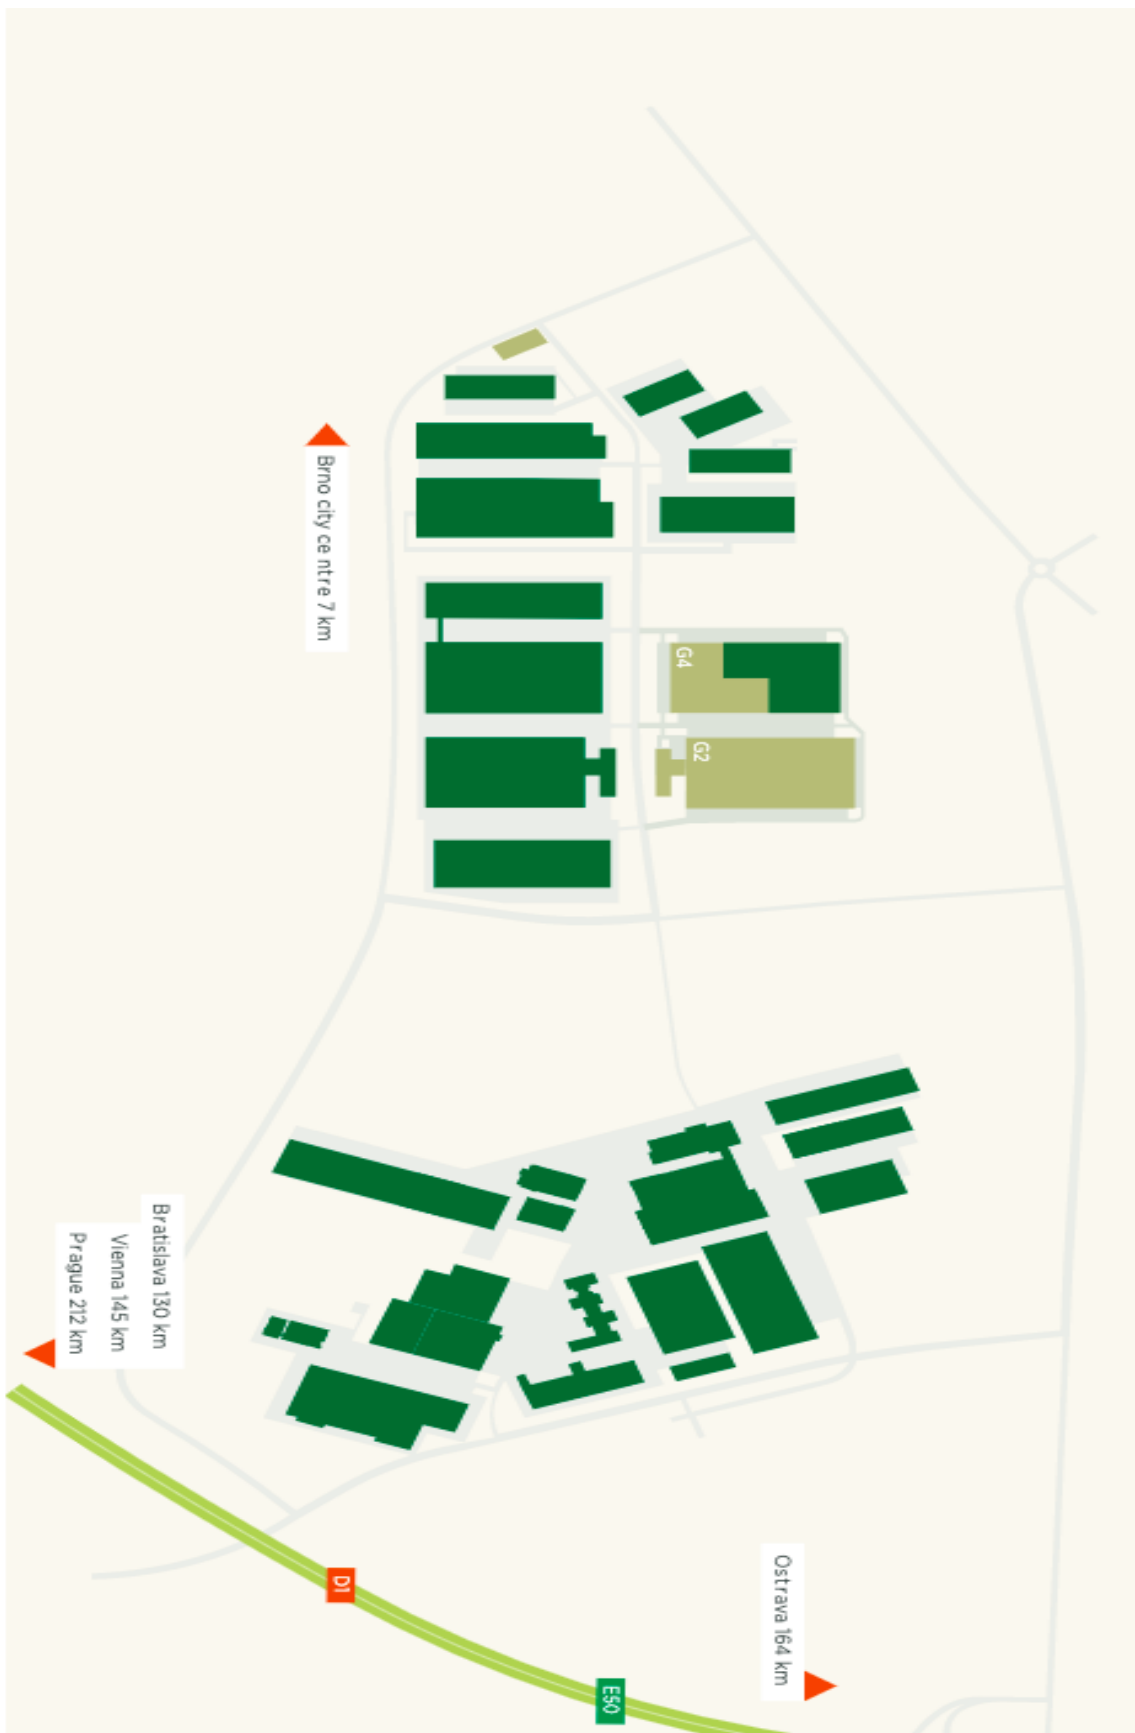 Brno city ce ntre 7 km
G4
G2
Bratislava 130 km
Vienna 145 km
Prague 212 km
D1
Ostrava 164 km
E50